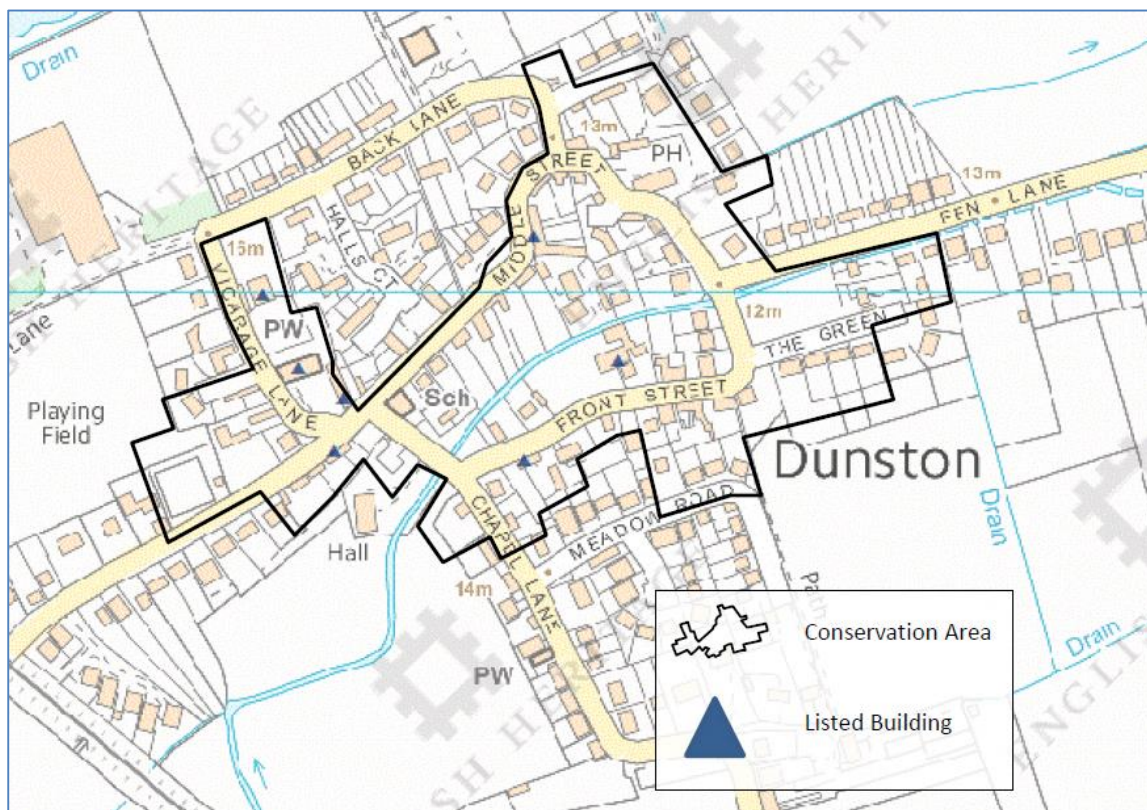 Drain
HERITAGE
HERITAGE
BACK LANE
13m
STREET
PH
MIDDLE
HALLS CT
13m
FEN LANE
15m
VICARAGE LANE
PW
Lane
12m
THE GREEN
Sch
FRONT STREET
Playing
Field
Dunston
MEADOW ROAD
CHAPEL LANE
Hall
Drain
14m
Path
PW
Drain
Conservation Area
Listed Building